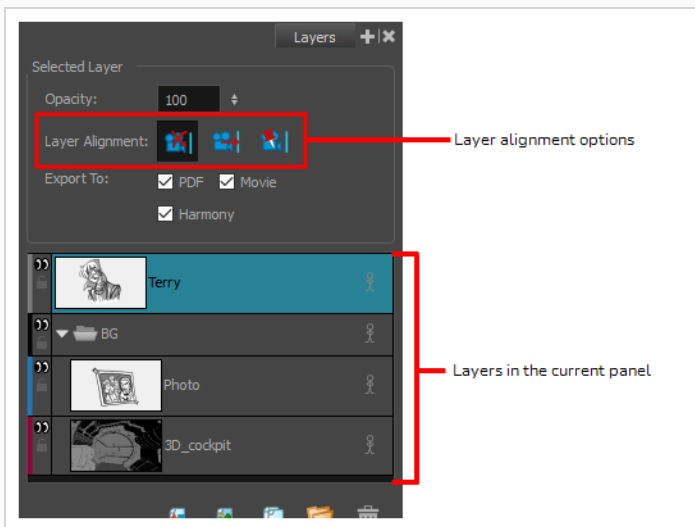 Layers
Selected Layer
Opacity: 100
Layer Alignment:
Layer alignment options
Export To: PDF Movie
Harmony
Terry
BG
Layers in the current panel
Photo
3D_cockpit